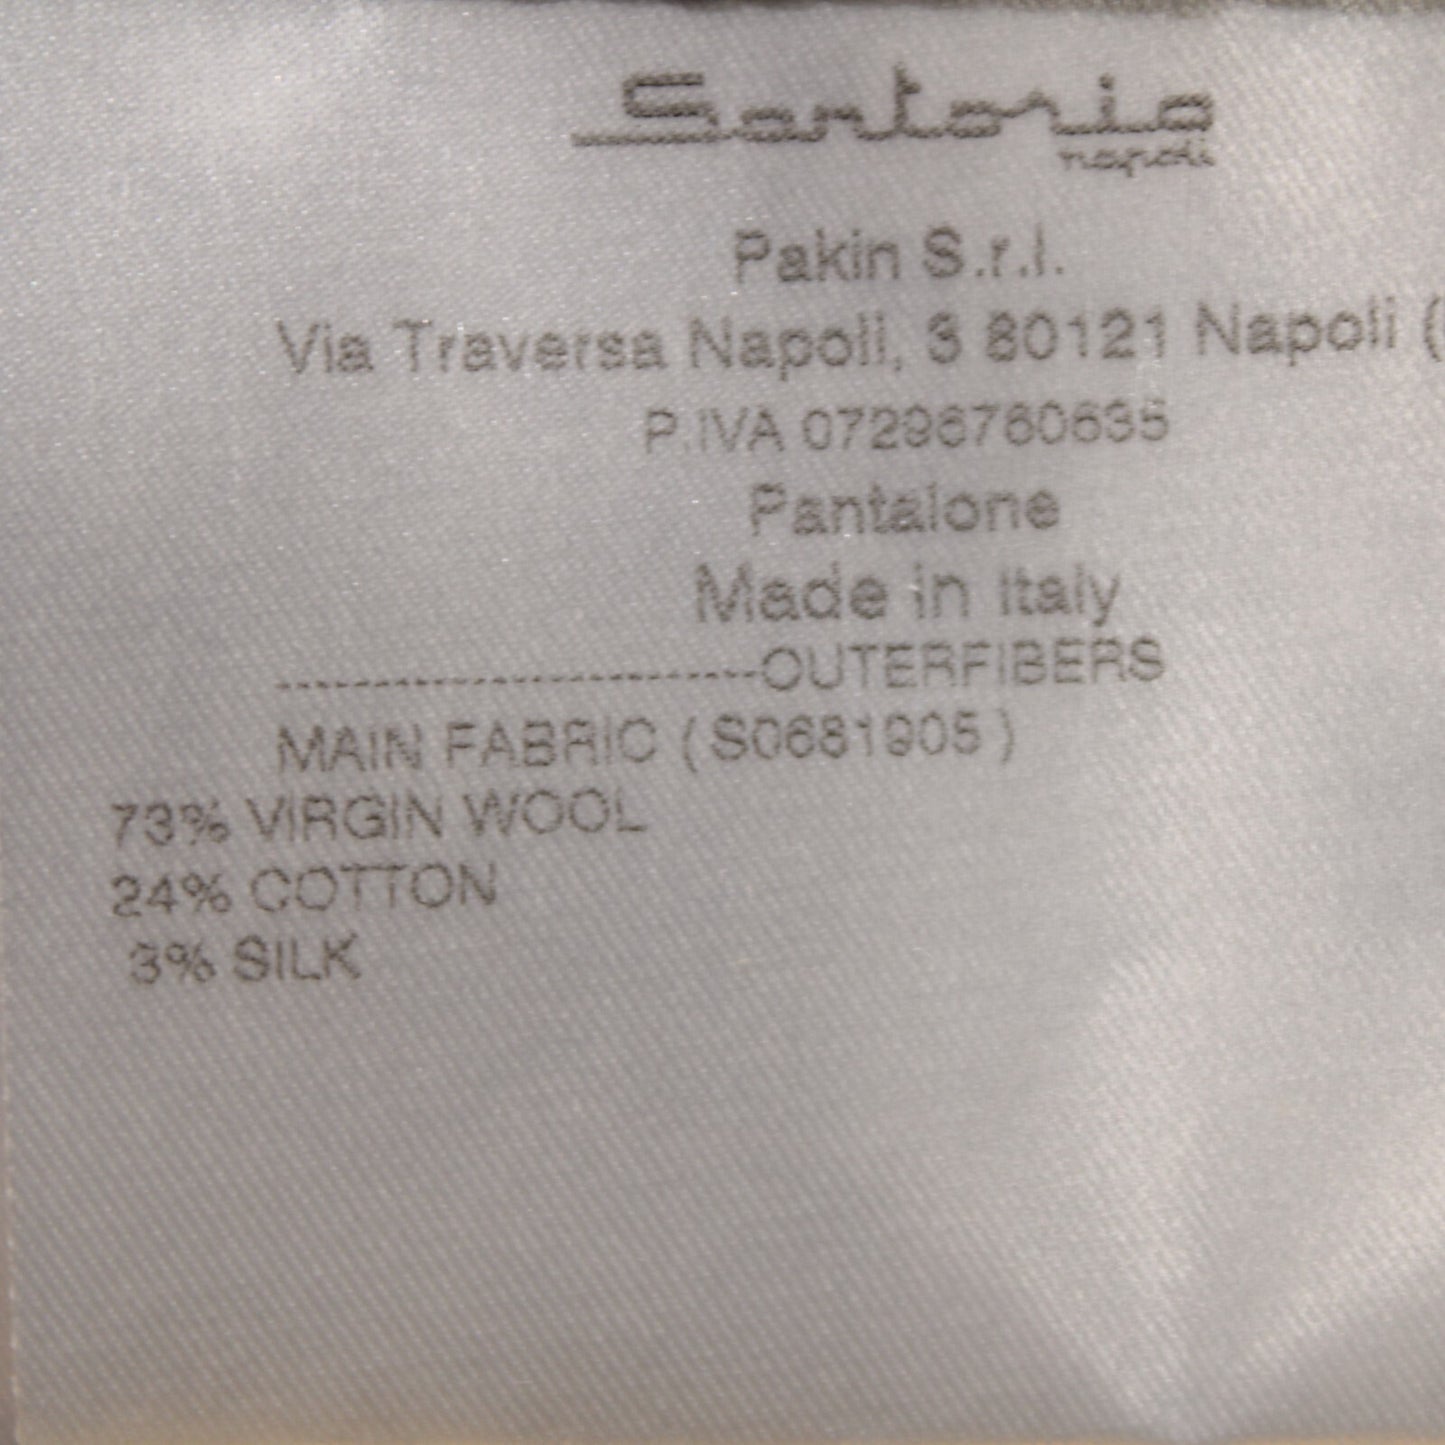 Sartoria
napoli
Pakin S.r.l.
Via Traversa Napoli, 3 80121 Napoli (
P.IVA 07296760635
Pantalone
Made in Italy
-------------------------OUTERFIBERS
MAIN FABRIC ( S0681905 )
73% VIRGIN WOOL
24% COTTON
3% SILK